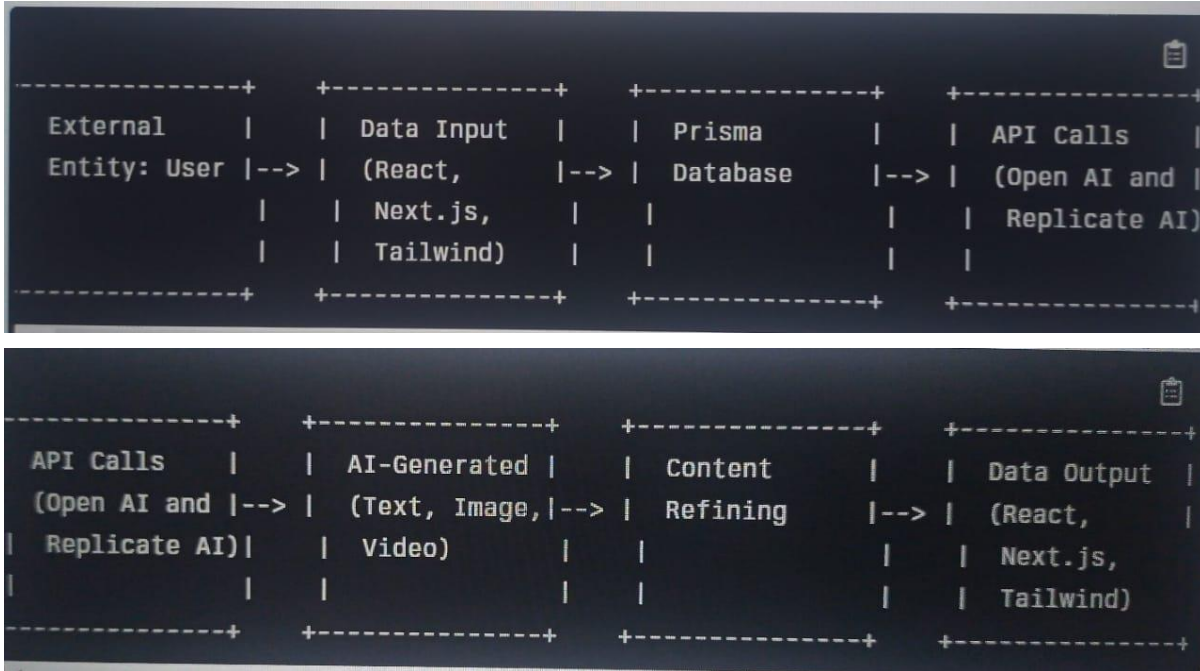 ---------------+     +---------------+     +---------------+     +---------------
External       |     |  Data Input   |     |  Prisma       |     |  API Calls     |
Entity: User |--> |  (React,      |--> |  Database     |--> |  (Open AI and |
|     |   Next.js,     |     |               |     |   Replicate AI)
|     |   Tailwind)    |     |               |     |
---------------+     +---------------+     +---------------+     +---------------+
---------------+     +---------------+     +---------------+     +---------------+
API Calls     |     |  AI-Generated |     |  Content       |     |  Data Output  |
(Open AI and |--> |  (Text, Image,|--> |  Refining      |--> |  (React,      |
|  Replicate AI)|     |   Video)       |     |               |     |   Next.js,
|               |     |               |     |               |     |   Tailwind)
---------------+     +---------------+     +---------------+     +---------------+